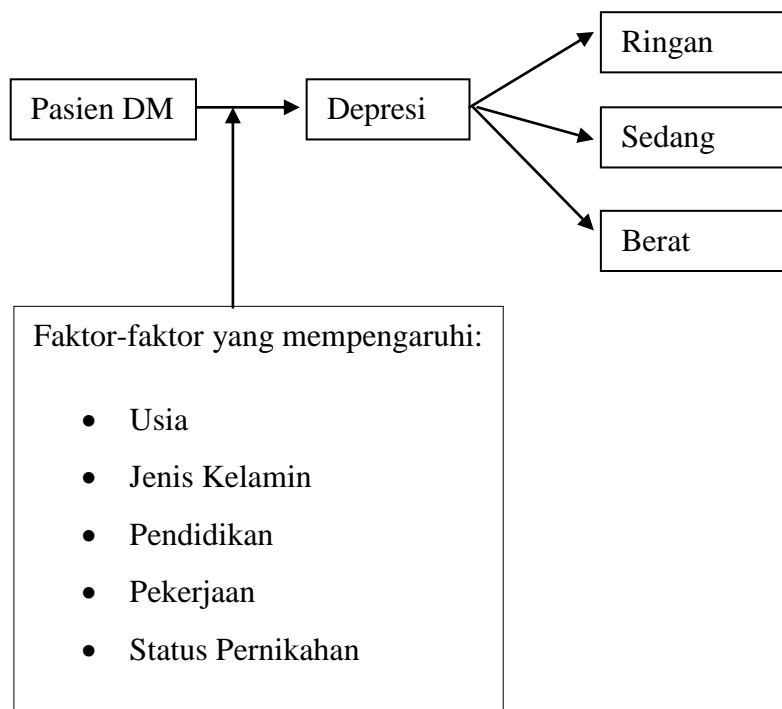 Ringan
Pasien DM
Depresi
Sedang
Berat
Faktor-faktor yang mempengaruhi:
• Usia
• Jenis Kelamin
• Pendidikan
• Pekerjaan
• Status Pernikahan